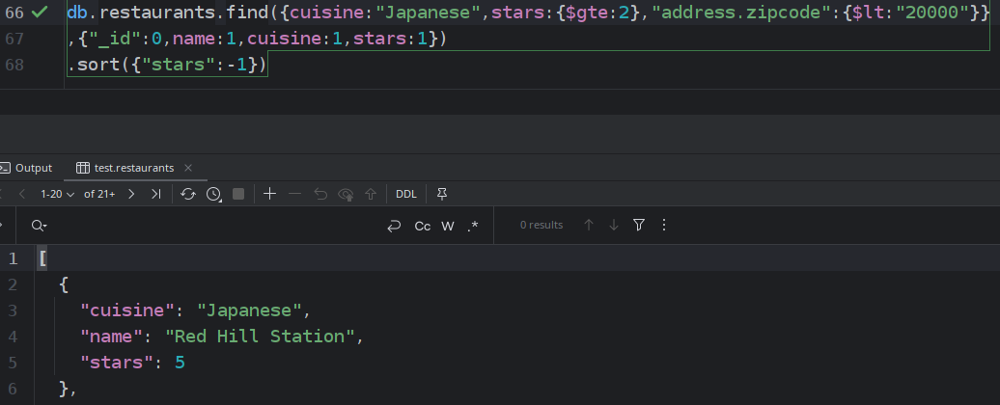 66 db.restaurants.find({cuisine:"Japanese",stars:{$gte:2},"address.zipcode":{$lt:"20000"}}
67 ,{"_id":0,name:1,cuisine:1,stars:1})
68 .sort({"stars":-1})
Output test.restaurants
1-20 of 21+ DDL
Cc W .* 0 results
1 [
2 {
3 "cuisine": "Japanese",
4 "name": "Red Hill Station",
5 "stars": 5
6 },